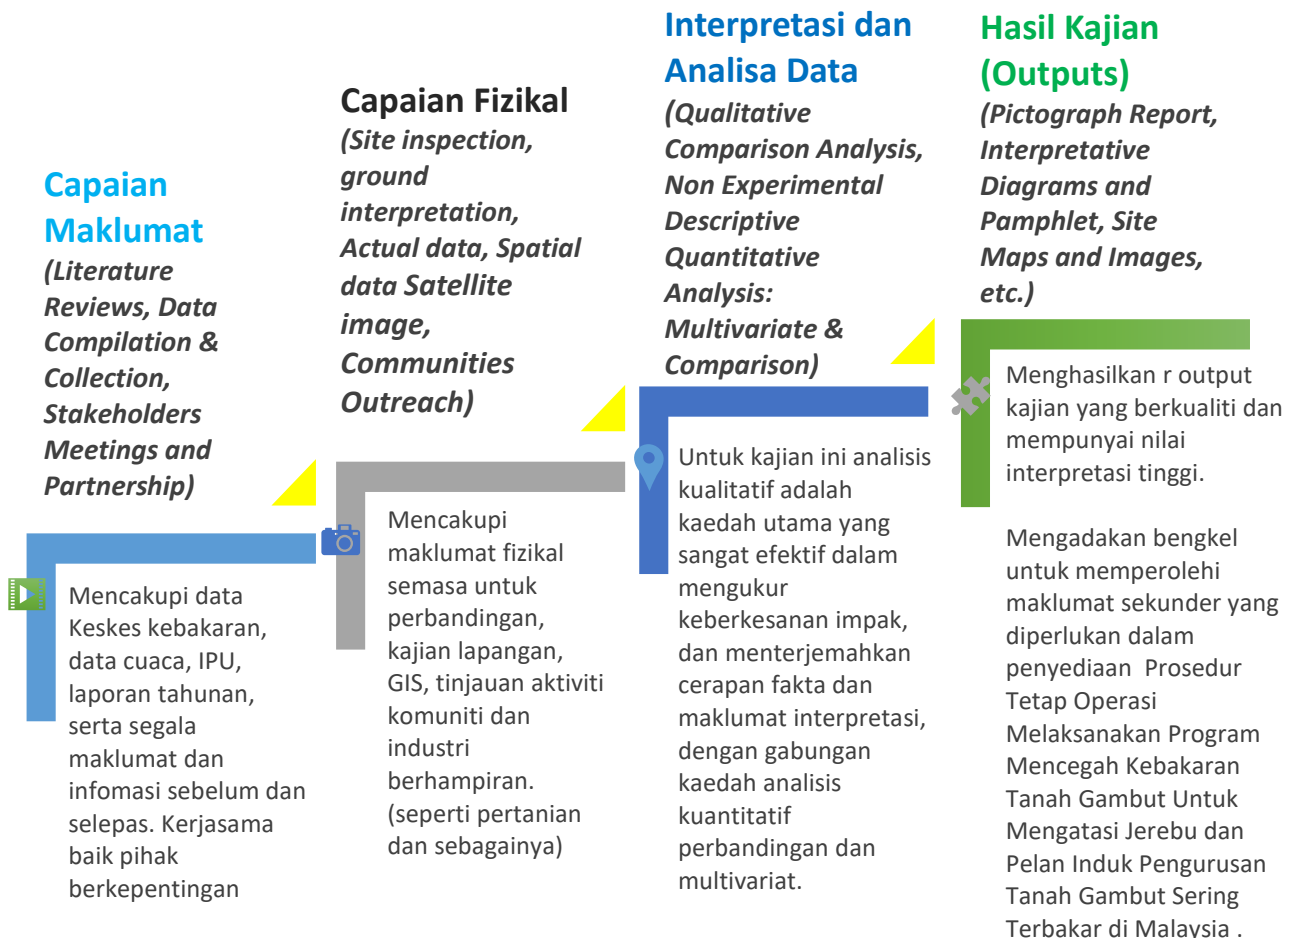 Capaian
Maklumat
(Literature
Reviews, Data
Compilation &
Collection,
Stakeholders
Meetings and
Partnership)
Mencakupi data
Keskes kebakaran,
data cuaca, IPU,
laporan tahunan,
serta segala
maklumat dan
infomasi sebelum dan
selepas. Kerjasama
baik pihak
berkepentingan
Capaian Fizikal
(Site inspection,
ground
interpretation,
Actual data, Spatial
data Satellite
image,
Communities
Outreach)
Mencakupi
maklumat fizikal
semasa untuk
perbandingan,
kajian lapangan,
GIS, tinjauan aktiviti
komuniti dan
industri
berhampiran.
(seperti pertanian
dan sebagainya)
Interpretasi dan
Analisa Data
(Qualitative
Comparison Analysis,
Non Experimental
Descriptive
Quantitative
Analysis:
Multivariate &
Comparison)
Untuk kajian ini analisis
kualitatif adalah
kaedah utama yang
sangat efektif dalam
mengukur
keberkesanan impak,
dan menterjemahkan
cerapan fakta dan
maklumat interpretasi,
dengan gabungan
kaedah analisis
kuantitatif
perbandingan dan
multivariat.
Hasil Kajian
(Outputs)
(Pictograph Report,
Interpretative
Diagrams and
Pamphlet, Site
Maps and Images,
etc.)
Menghasilkan r output
kajian yang berkualiti dan
mempunyai nilai
interpretasi tinggi.
Mengadakan bengkel
untuk memperolehi
maklumat sekunder yang
diperlukan dalam
penyediaan  Prosedur
Tetap Operasi
Melaksanakan Program
Mencegah Kebakaran
Tanah Gambut Untuk
Mengatasi Jerebu dan
Pelan Induk Pengurusan
Tanah Gambut Sering
Terbakar di Malaysia .